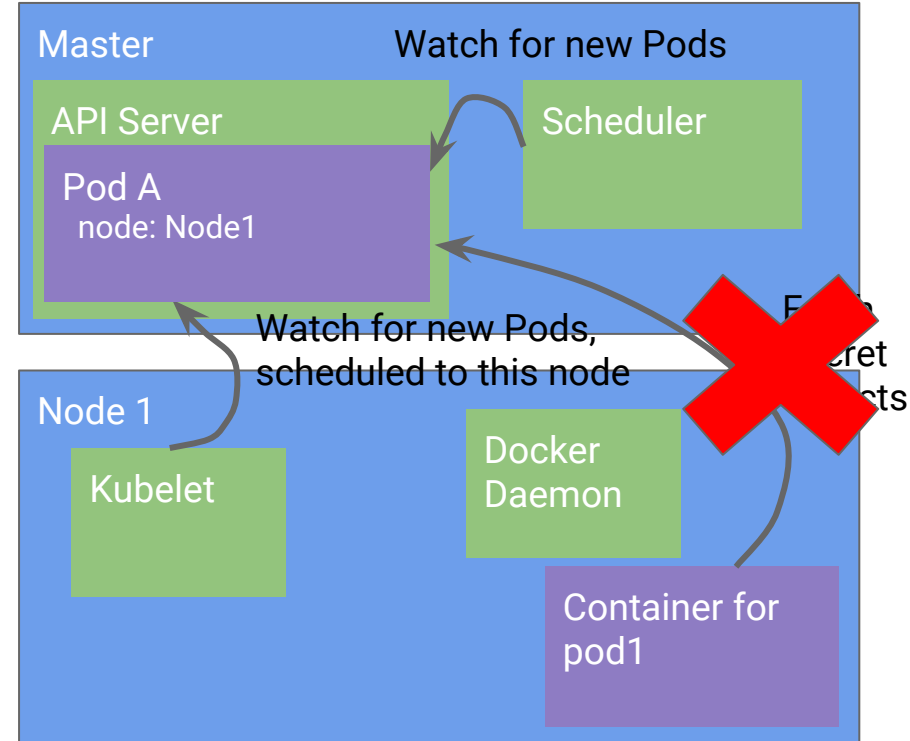 Master
Watch for new Pods
API Server
Scheduler
Pod A
node: Node1
Watch for new Pods,
scheduled to this node
Node 1
Docker
Daemon
Kubelet
Container for
pod1